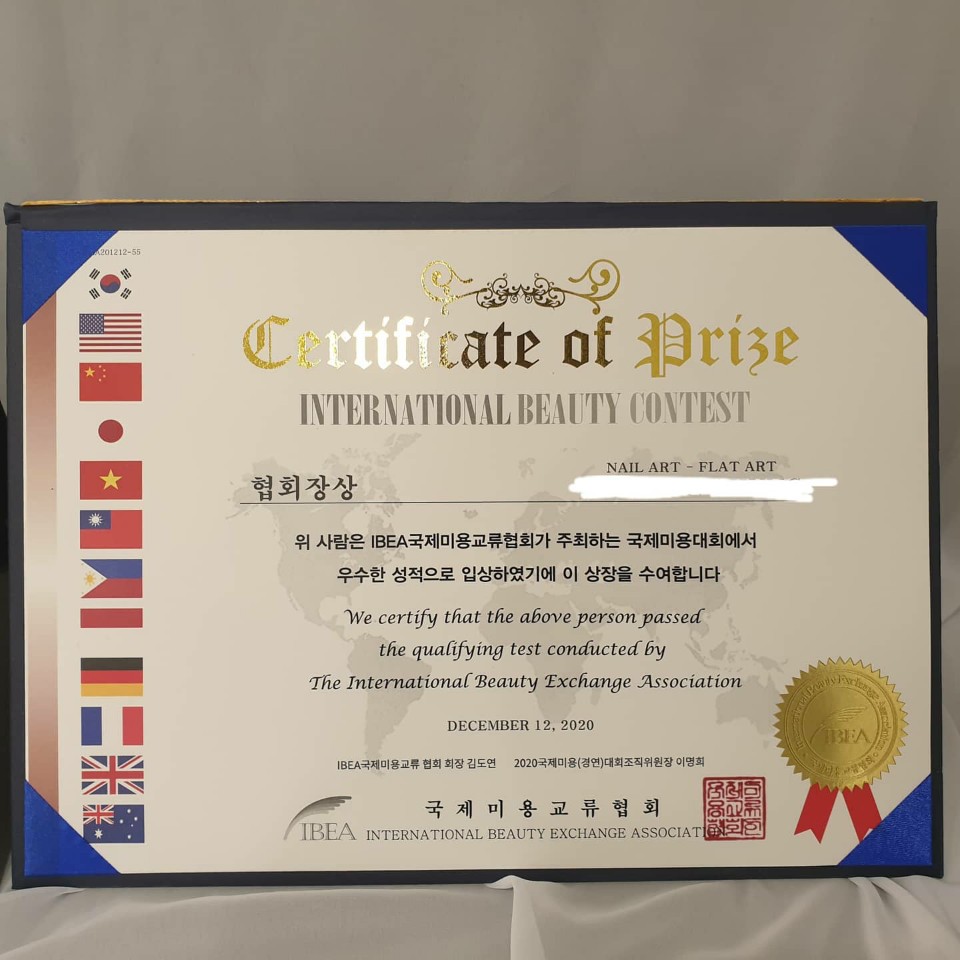 A201212-55
Certificate of Prize
INTERNATIONAL BEAUTY CONTEST
NAIL ART - FLAT ART
협회장상
위 사람은 IBEA국제미용교류협회가 주최하는 국제미용대회에서
우수한 성적으로 입상하였기에 이 상장을 수여합니다
We certify that the above person passed
the qualifying test conducted by
The International Beauty Exchange Association
DECEMBER 12, 2020
IBEA국제미용교류 협회 회장 김도연 2020국제미용(경연)대회조직위원장 이명희
국제미용교류협회
IBEA INTERNATIONAL BEAUTY EXCHANGE ASSOCIATION
IBEA